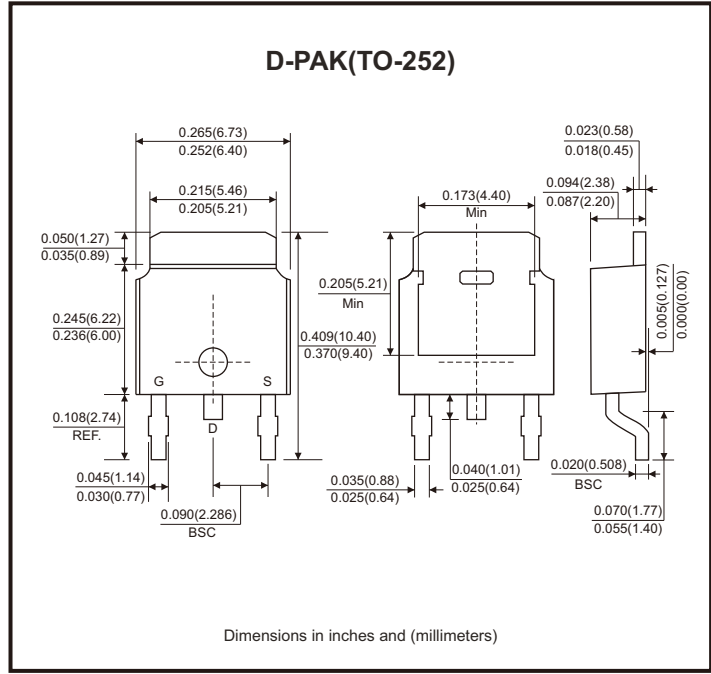 D-PAK(TO-252)
0.265(6.73)
0.252(6.40)
0.215(5.46)
0.205(5.21)
0.050(1.27)
0.035(0.89)
0.245(6.22)
0.236(6.00)
0.409(10.40)
0.370(9.40)
G
S
D
0.108(2.74)
REF.
0.045(1.14)
0.030(0.77)
0.090(2.286)
BSC
0.173(4.40)
Min
0.205(5.21)
Min
0.035(0.88)
0.025(0.64)
0.040(1.01)
0.025(0.64)
0.023(0.58)
0.018(0.45)
0.094(2.38)
0.087(2.20)
0.005(0.127)
0.000(0.00)
0.020(0.508)
BSC
0.070(1.77)
0.055(1.40)
Dimensions in inches and (millimeters)